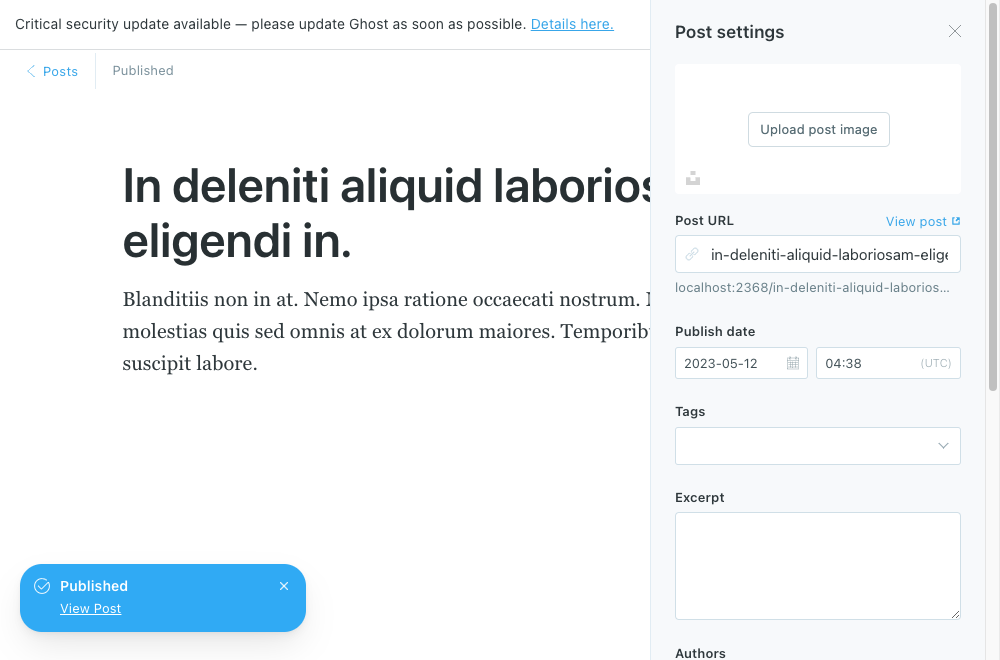 Critical security update available — please update Ghost as soon as possible. Details here.
Posts
Published
In deleniti aliquid laborios
eligendi in.
Blanditiis non in at. Nemo ipsa ratione occaecati nostrum.
molestias quis sed omnis at ex dolorum maiores. Temporib
suscipit labore.
Published
View Post
Post settings
Upload post image
Post URL
View post
in-deleniti-aliquid-laboriosam-elige
localhost:2368/in-deleniti-aliquid-laborios...
Publish date
2023-05-12
04:38 (UTC)
Tags
Excerpt
Authors